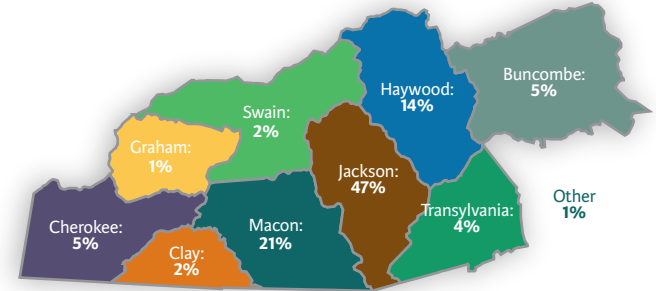 Buncombe:
5%
Haywood:
14%
Swain:
2%
Graham:
1%
Jackson:
47%
Other
1%
Transylvania:
4%
Cherokee:
5%
Macon:
21%
Clay:
2%